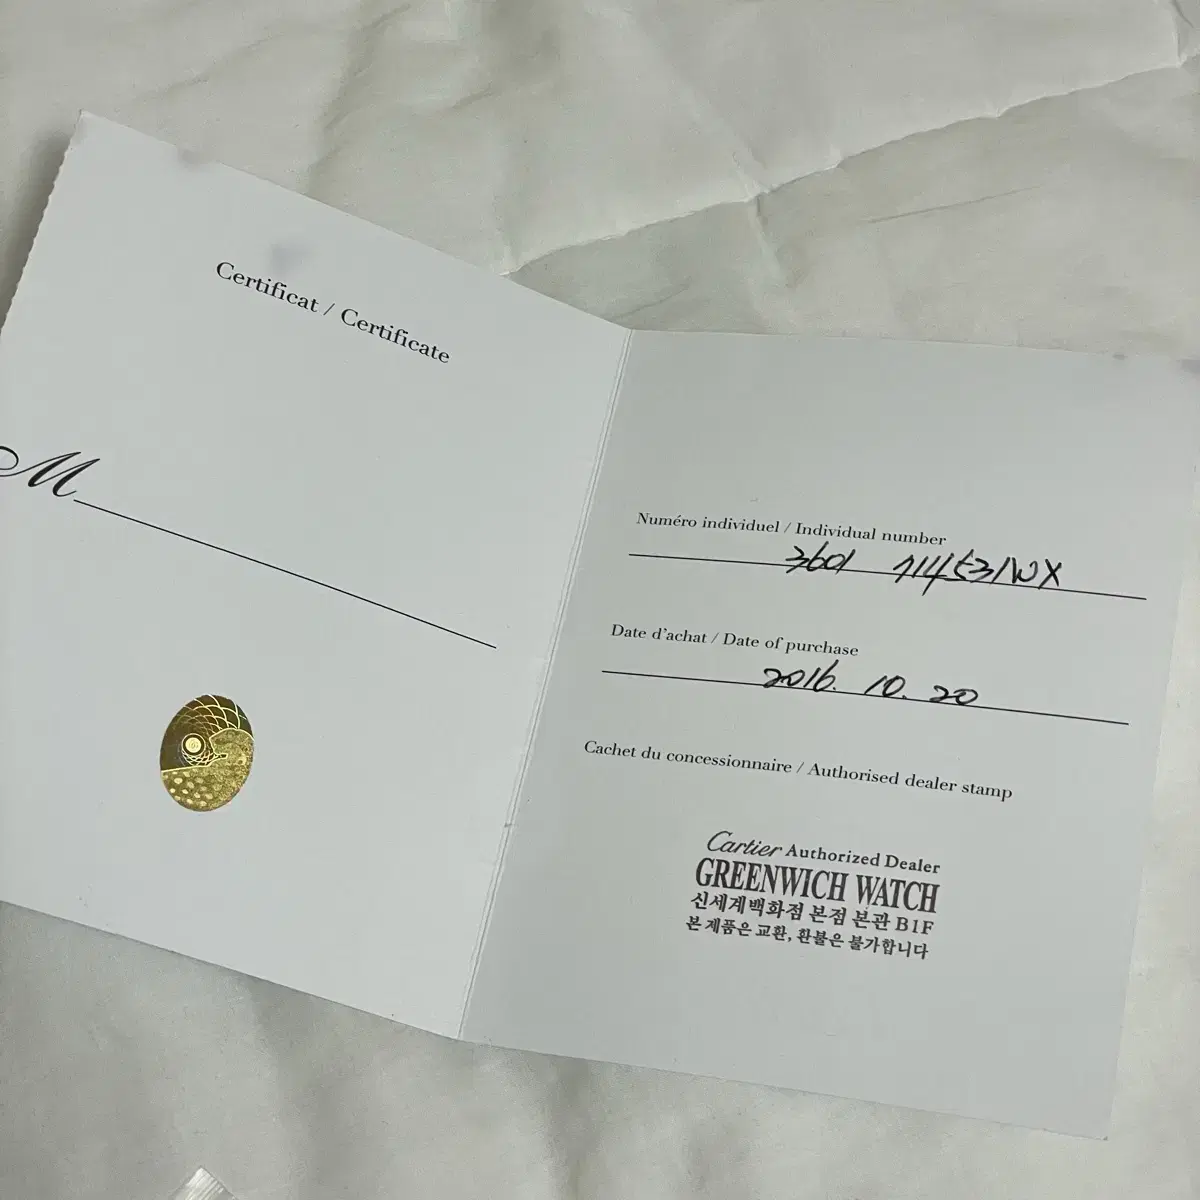 Certificat / Certificate
M
Numéro individuel / Individual number
3601 714531WX
Date d'achat / Date of purchase
2016. 10. 20
Cachet du concessionnaire / Authorised dealer stamp
Cartier Authorized Dealer
GREENWICH WATCH
신세계백화점 본점 본관 B1F
본 제품은 교환, 환불은 불가합니다